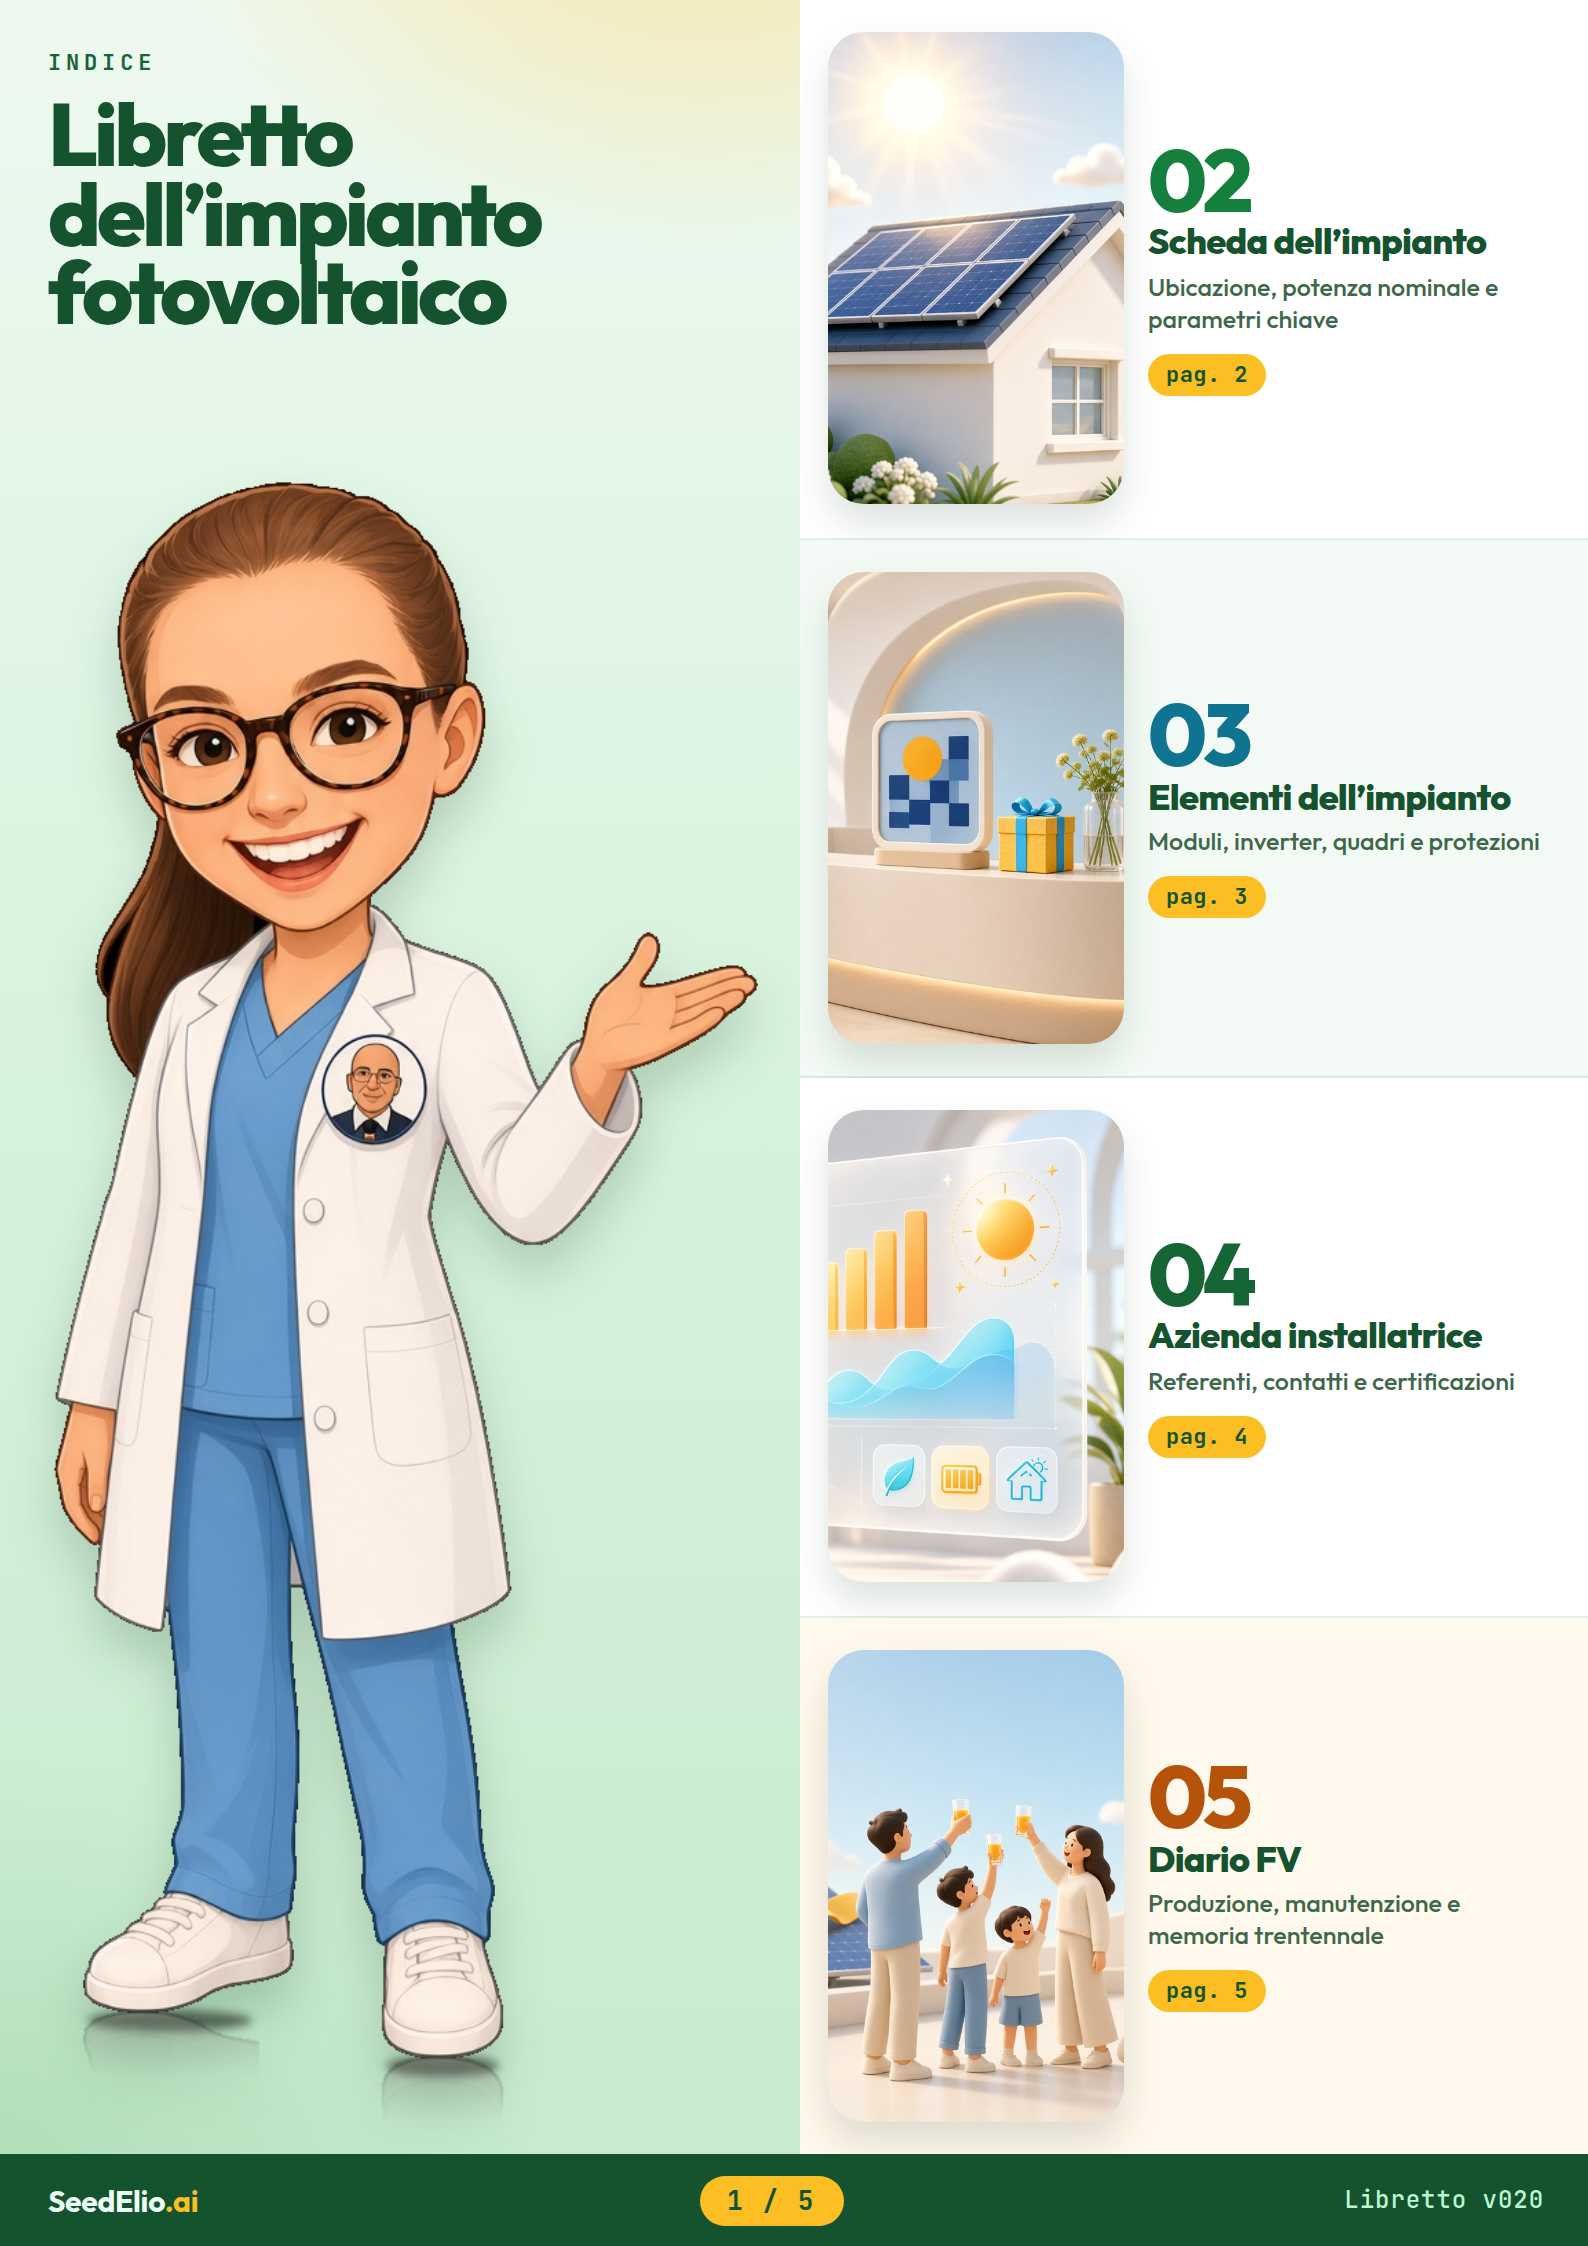 INDICE
Libretto
dell’impianto
fotovoltaico
02
Scheda dell’impianto
Ubicazione, potenza nominale e
parametri chiave
pag. 2
03
Elementi dell’impianto
Moduli, inverter, quadri e protezioni
pag. 3
04
Azienda installatrice
Referenti, contatti e certificazioni
pag. 4
05
Diario FV
Produzione, manutenzione e
memoria trentennale
pag. 5
SeedElio.ai
1 / 5
Libretto v020